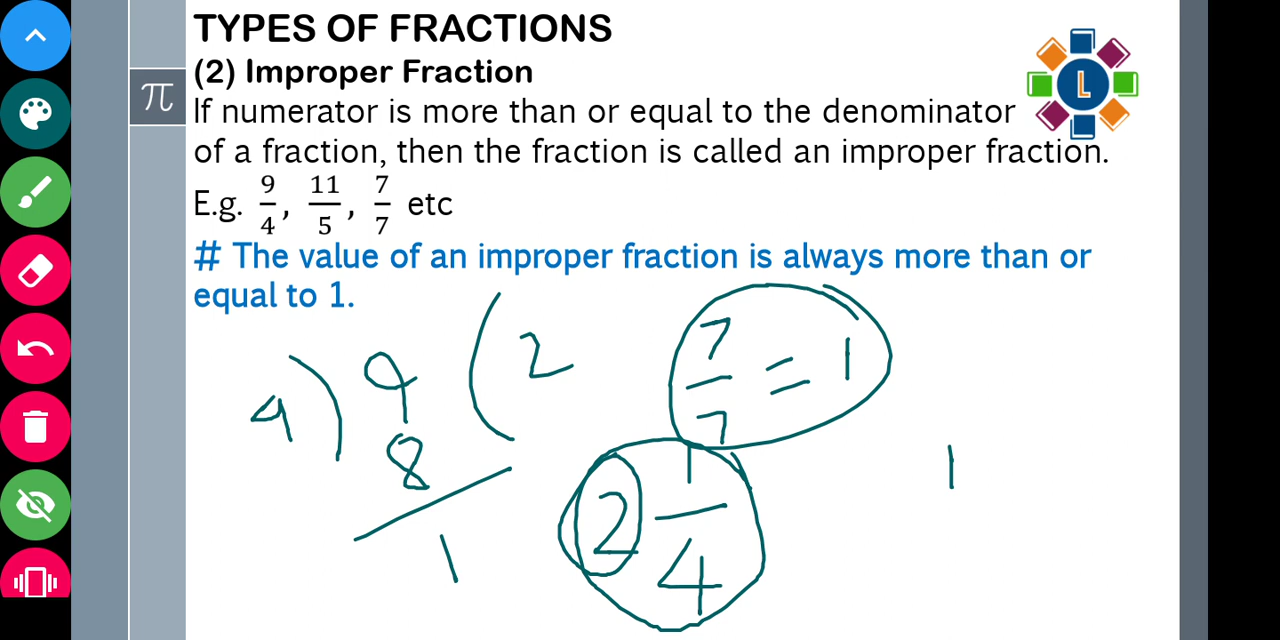 TYPES OF FRACTIONS
(2) Improper Fraction
π
L
If numerator is more than or equal to the denominator
of a fraction, then the fraction is called an improper fraction.
E.g. 9/4, 11/5, 7/7 etc
# The value of an improper fraction is always more than or
equal to 1.
4) 9 (2
8
1
7/7 = 1
2 1/4
1